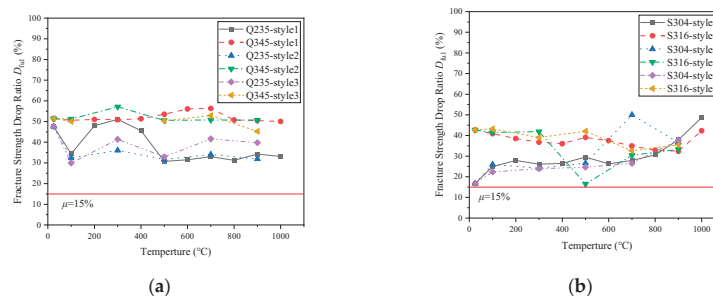 Fracture Strength Drop Ratio Dfail (%)
100
90
80
70
60
50
40
30
20
10
0
Q235-style1
Q345-style1
Q235-style2
Q345-style2
Q235-style3
Q345-style3
μ=15%
0 200 400 600 800 1000
Temperture (℃)
(a)
Fracture Strength Drop Ratio Dfail (%)
100
90
80
70
60
50
40
30
20
10
0
S304-style
S316-style
S304-style
S316-style
S304-style
S316-style
μ=15%
0 200 400 600 800 1000
Temperture (℃)
(b)